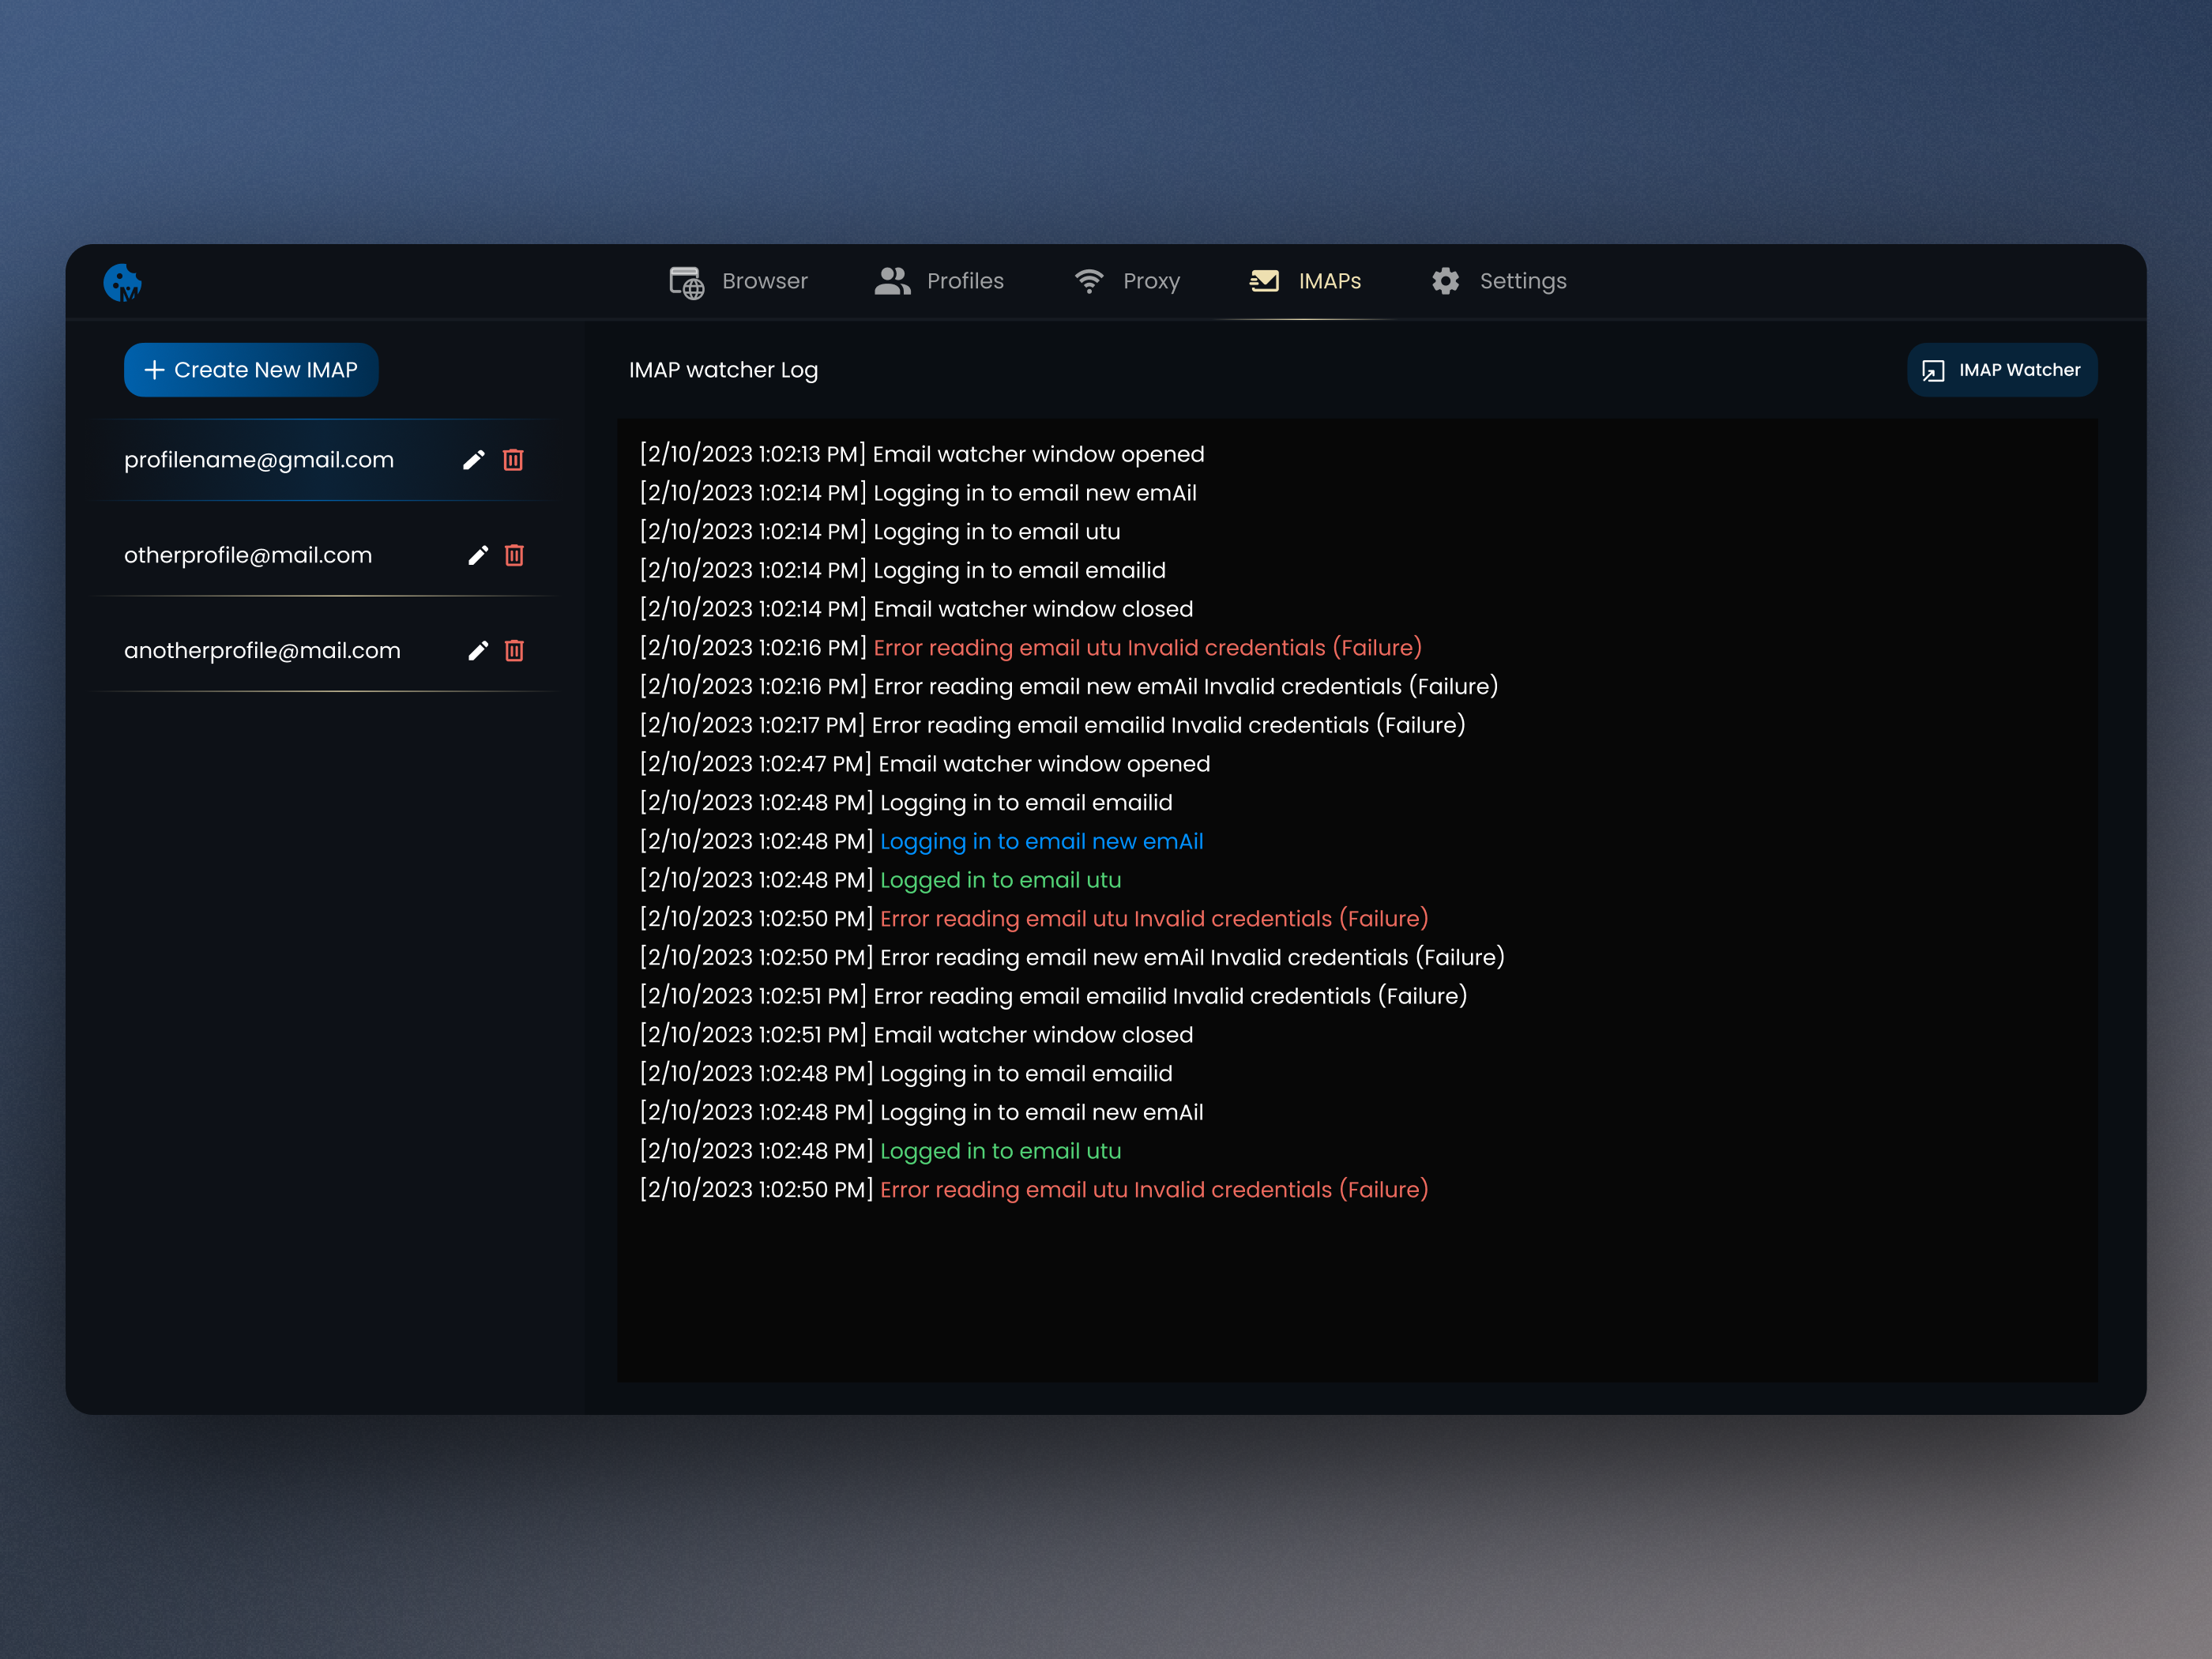 Browser
Profiles
Proxy
IMAPs
Settings
Create New IMAP
profilename@gmail.com
otherprofile@mail.com
anotherprofile@mail.com
IMAP watcher Log
IMAP Watcher
[2/10/2023 1:02:13 PM] Email watcher window opened
[2/10/2023 1:02:14 PM] Logging in to email new emAil
[2/10/2023 1:02:14 PM] Logging in to email utu
[2/10/2023 1:02:14 PM] Logging in to email emailid
[2/10/2023 1:02:14 PM] Email watcher window closed
[2/10/2023 1:02:16 PM] Error reading email utu Invalid credentials (Failure)
[2/10/2023 1:02:16 PM] Error reading email new emAil Invalid credentials (Failure)
[2/10/2023 1:02:17 PM] Error reading email emailid Invalid credentials (Failure)
[2/10/2023 1:02:47 PM] Email watcher window opened
[2/10/2023 1:02:48 PM] Logging in to email emailid
[2/10/2023 1:02:48 PM] Logging in to email new emAil
[2/10/2023 1:02:48 PM] Logged in to email utu
[2/10/2023 1:02:50 PM] Error reading email utu Invalid credentials (Failure)
[2/10/2023 1:02:50 PM] Error reading email new emAil Invalid credentials (Failure)
[2/10/2023 1:02:51 PM] Error reading email emailid Invalid credentials (Failure)
[2/10/2023 1:02:51 PM] Email watcher window closed
[2/10/2023 1:02:48 PM] Logging in to email emailid
[2/10/2023 1:02:48 PM] Logging in to email new emAil
[2/10/2023 1:02:48 PM] Logged in to email utu
[2/10/2023 1:02:50 PM] Error reading email utu Invalid credentials (Failure)